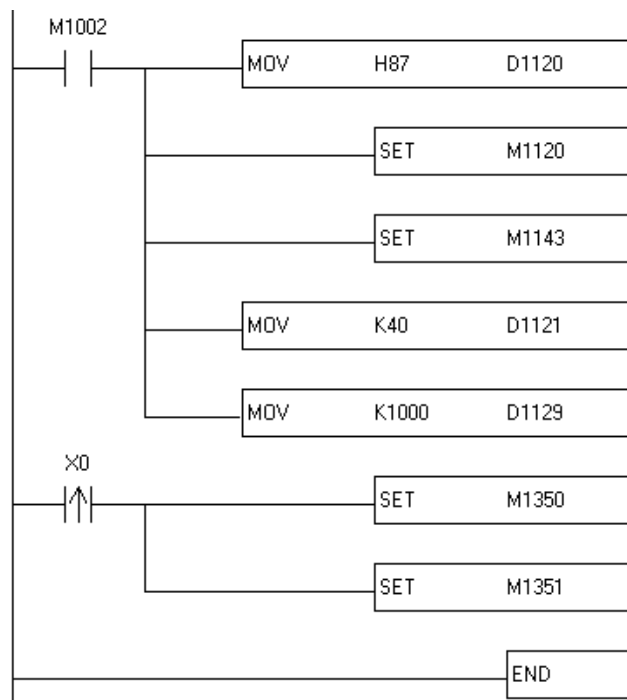 M1002
MOV H87 D1120
SET M1120
SET M1143
MOV K40 D1121
MOV K1000 D1129
X0
SET M1350
SET M1351
END